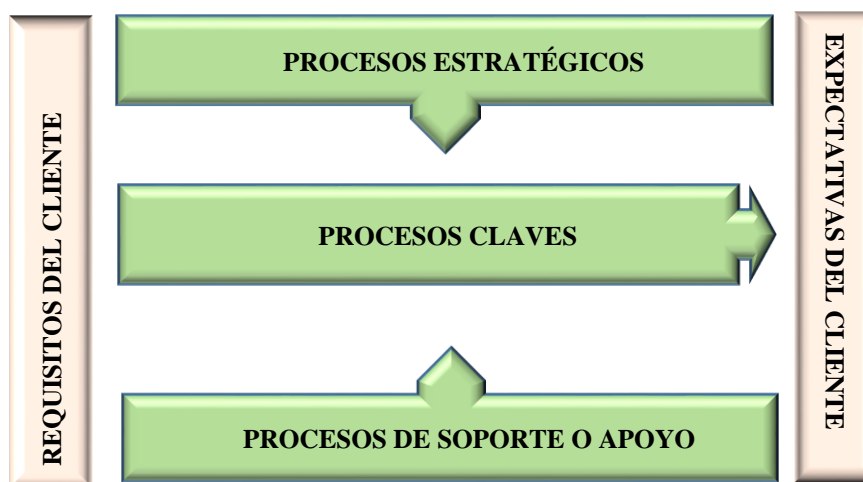 REQUISITOS DEL CLIENTE
PROCESOS ESTRATÉGICOS
PROCESOS CLAVES
PROCESOS DE SOPORTE O APOYO
EXPECTATIVAS DEL CLIENTE